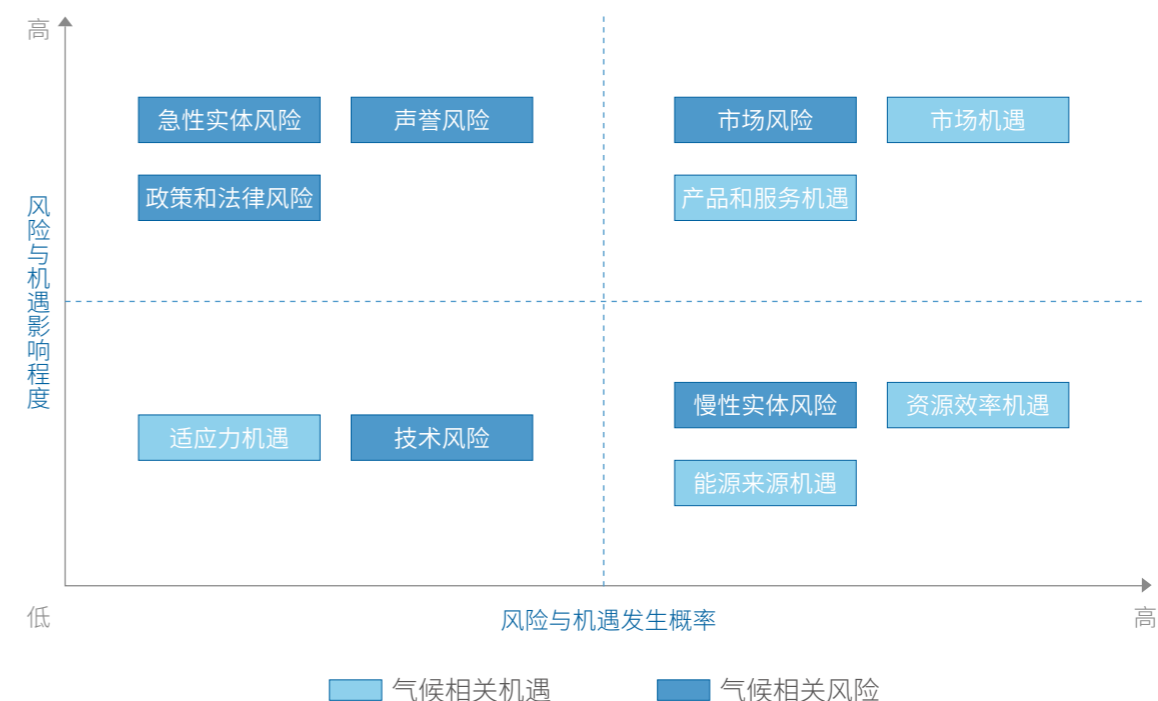 高
急性实体风险
声誉风险
市场风险
市场机遇
政策和法律风险
产品和服务机遇
风险与机遇影响程度
慢性实体风险
资源效率机遇
适应力机遇
技术风险
能源来源机遇
低
风险与机遇发生概率
高
气候相关机遇
气候相关风险